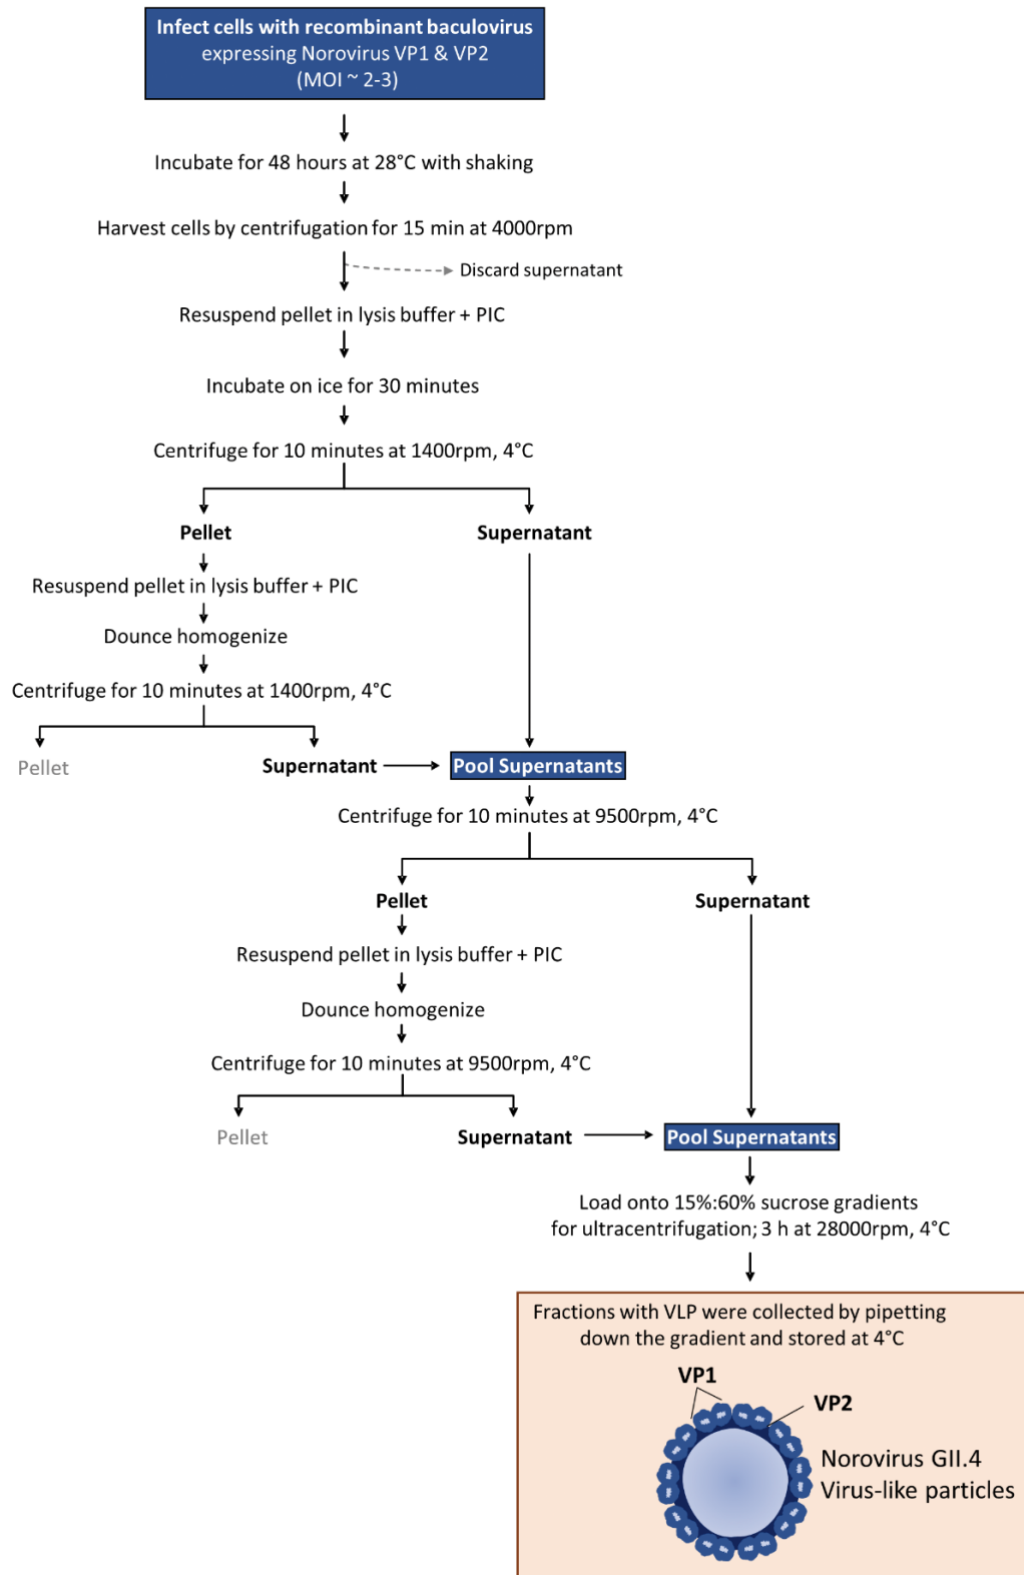 Infect cells with recombinant baculovirus
expressing Norovirus VP1 & VP2
(MOI ~ 2-3)
Incubate for 48 hours at 28°C with shaking
Harvest cells by centrifugation for 15 min at 4000rpm
Discard supernatant
Resuspend pellet in lysis buffer + PIC
Incubate on ice for 30 minutes
Centrifuge for 10 minutes at 1400rpm, 4°C
Pellet
Supernatant
Resuspend pellet in lysis buffer + PIC
Dounce homogenize
Centrifuge for 10 minutes at 1400rpm, 4°C
Pellet
Supernatant
Pool Supernatants
Centrifuge for 10 minutes at 9500rpm, 4°C
Pellet
Supernatant
Resuspend pellet in lysis buffer + PIC
Dounce homogenize
Centrifuge for 10 minutes at 9500rpm, 4°C
Pellet
Supernatant
Pool Supernatants
Load onto 15%:60% sucrose gradients
for ultracentrifugation; 3 h at 28000rpm, 4°C
Fractions with VLP were collected by pipetting
down the gradient and stored at 4°C
VP1
VP2
Norovirus GII.4
Virus-like particles